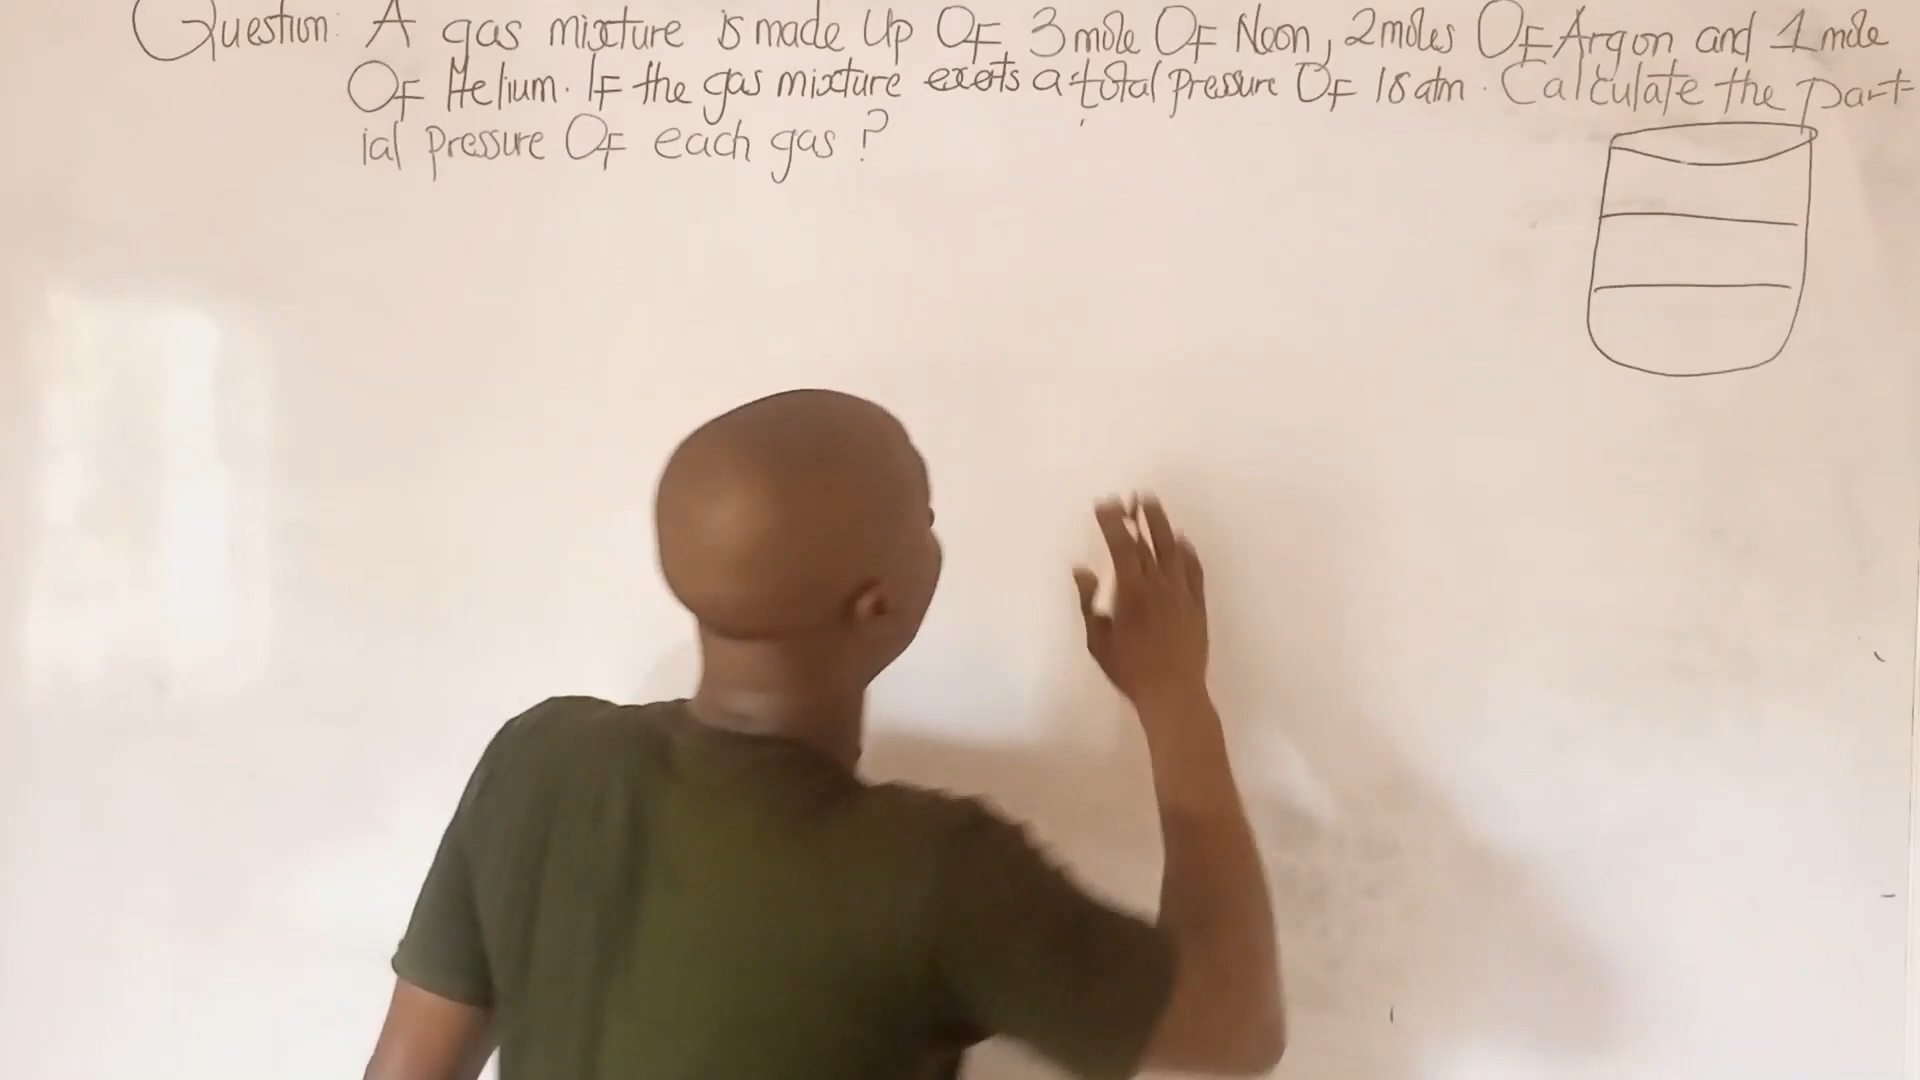 Question: A gas mixture is made Up OF 3 mole OF Neon, 2 moles OF Argon and 1 mole
OF Helium. IF the gas mixture exerts a total pressure OF 18 atm. Calculate the Part-
ial pressure OF each gas?